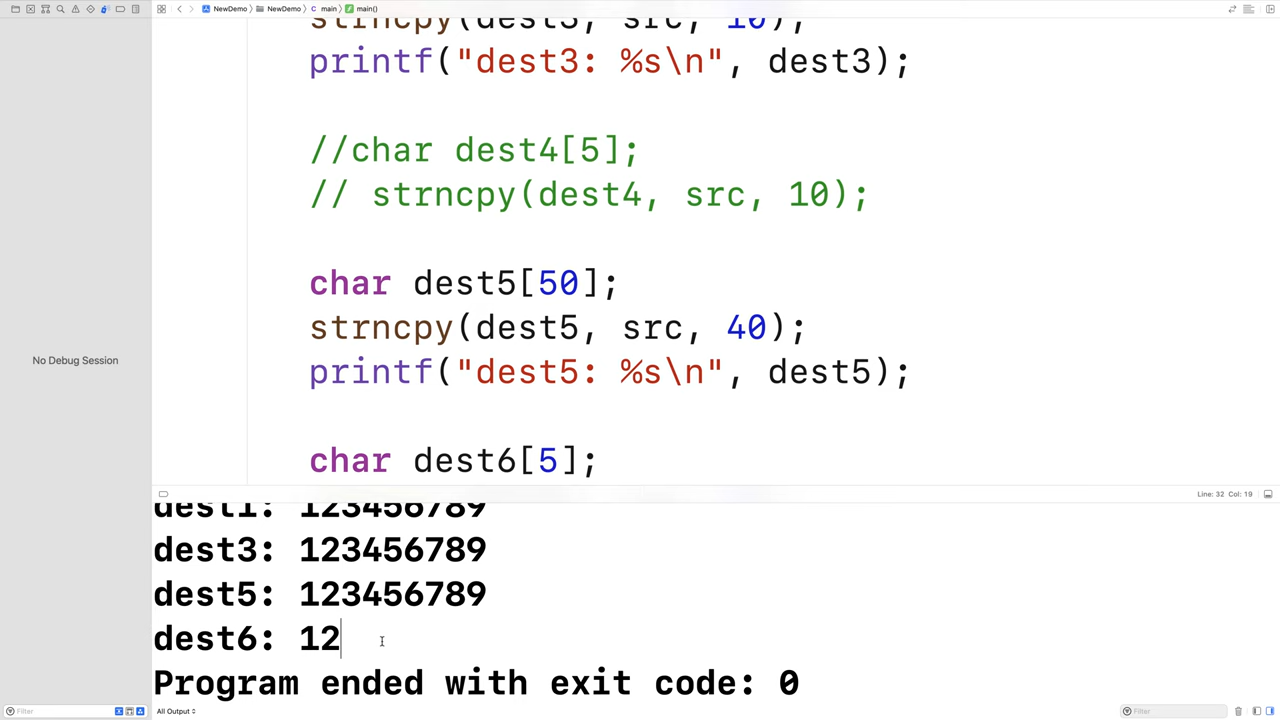 NewDemo NewDemo main main()
strncpy(dest3, src, 10);
printf("dest3: %s\n", dest3);
//char dest4[5];
// strncpy(dest4, src, 10);
char dest5[50];
strncpy(dest5, src, 40);
printf("dest5: %s\n", dest5);
char dest6[5];
No Debug Session
Line: 32 Col: 19
dest1: 123456789
dest3: 123456789
dest5: 123456789
dest6: 12
Program ended with exit code: 0
Filter
All Output
Filter